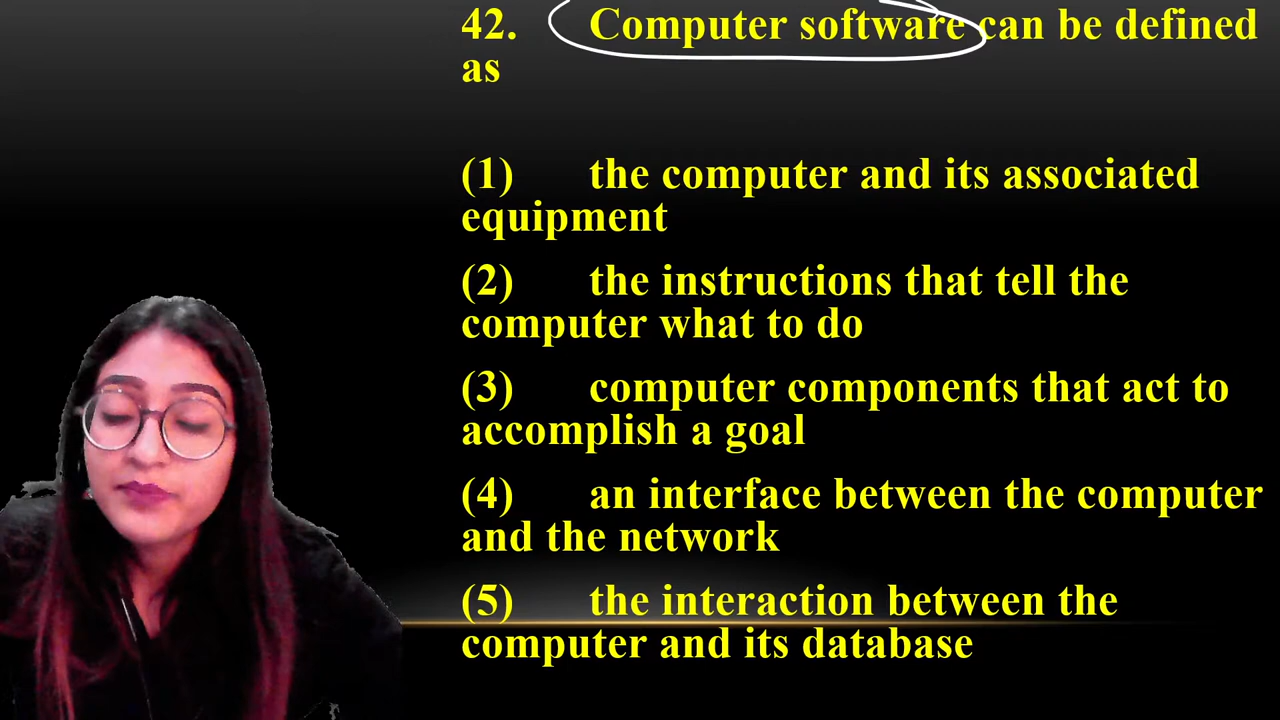 42. Computer software can be defined
as
(1) the computer and its associated
equipment
(2) the instructions that tell the
computer what to do
(3) computer components that act to
accomplish a goal
(4) an interface between the computer
and the network
(5) the interaction between the
computer and its database